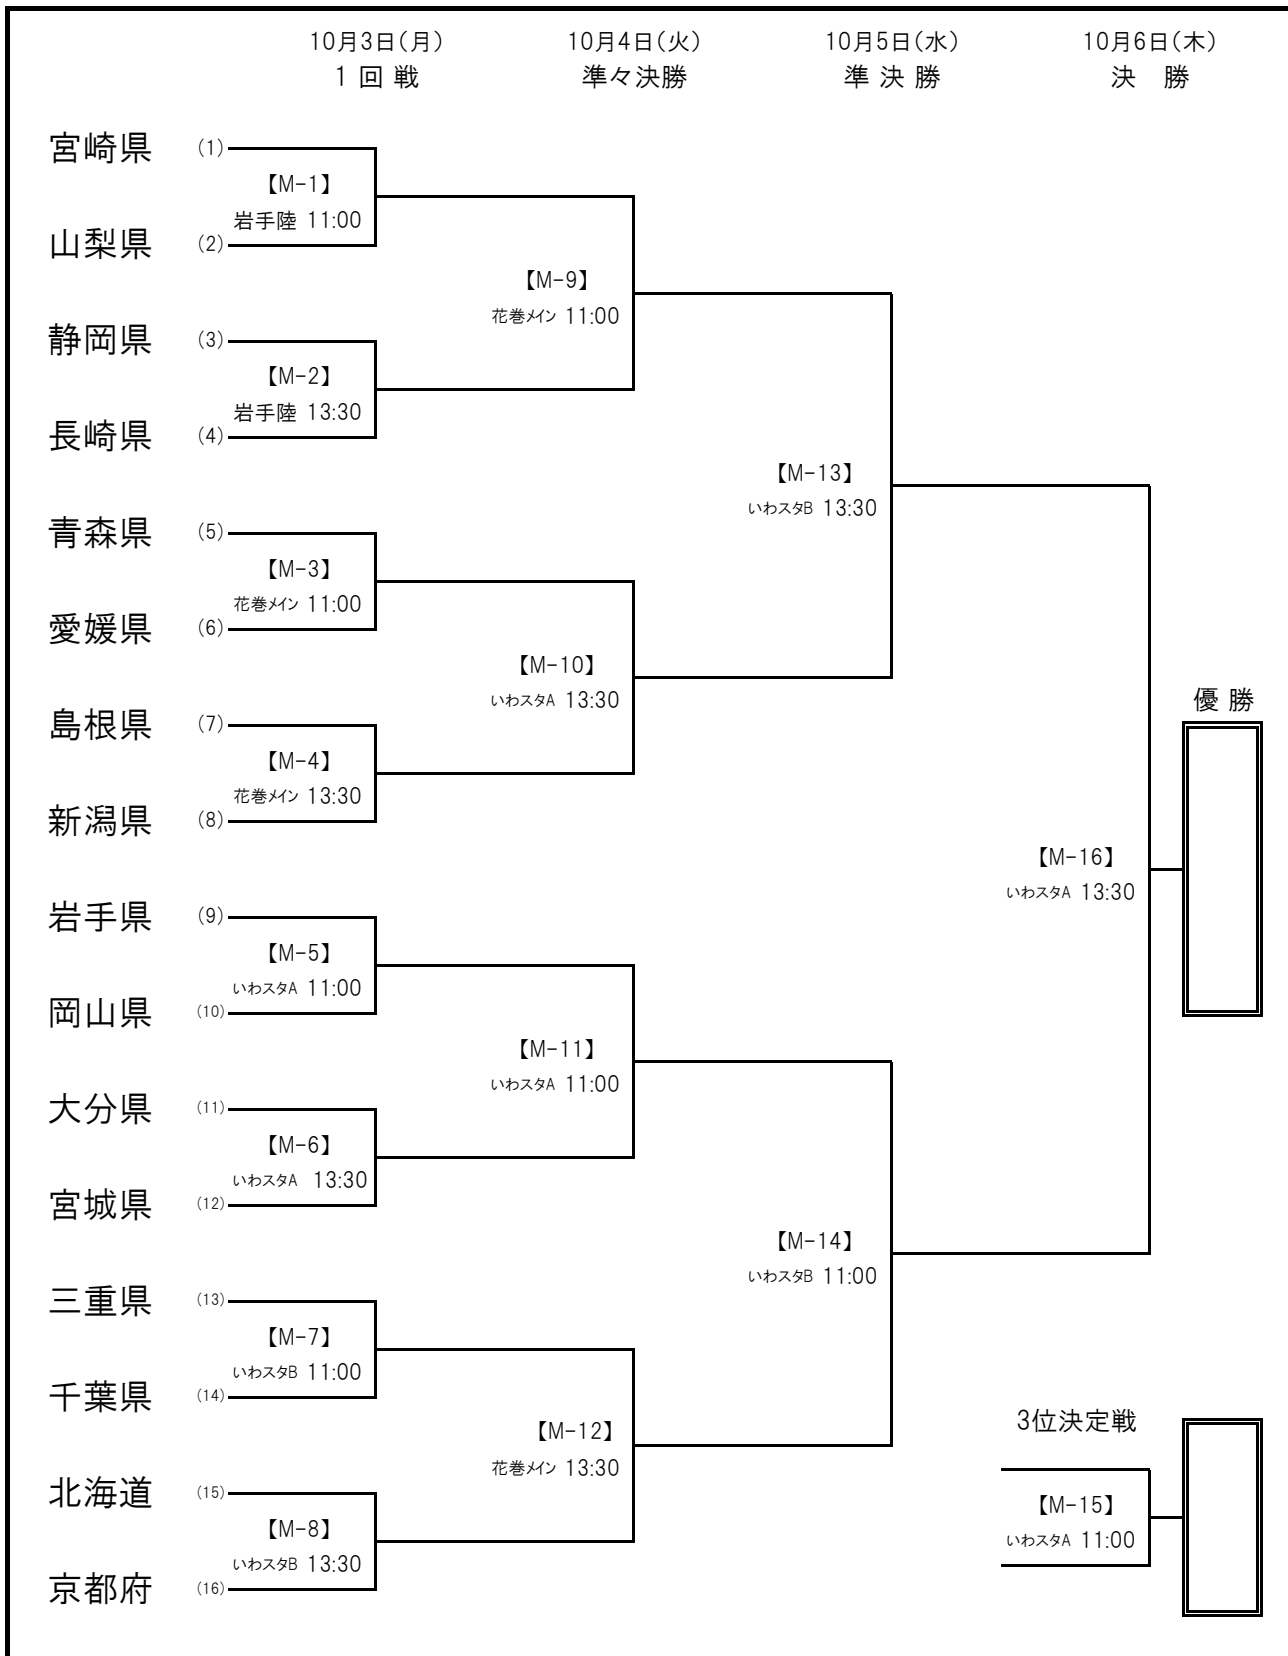 10月3日(月) 10月4日(火) 10月5日(水) 10月6日(木)
1 回 戦 準々決勝 準 決 勝 決　勝
宮崎県 (1)
【M-1】
岩手陸 11:00
山梨県 (2)
【M-9】
花巻メイン 11:00
静岡県 (3)
【M-2】
岩手陸 13:30
長崎県 (4)
【M-13】
いわスタB 13:30
青森県 (5)
【M-3】
花巻メイン 11:00
愛媛県 (6)
【M-10】
いわスタA 13:30
優 勝
島根県 (7)
【M-4】
花巻メイン 13:30
新潟県 (8)
【M-16】
いわスタA 13:30
岩手県 (9)
【M-5】
いわスタA 11:00
岡山県 (10)
【M-11】
いわスタA 11:00
大分県 (11)
【M-6】
いわスタA 13:30
宮城県 (12)
【M-14】
いわスタB 11:00
三重県 (13)
【M-7】
いわスタB 11:00
千葉県 (14)
3位決定戦
【M-12】
花巻メイン 13:30
北海道 (15)
【M-15】
いわスタA 11:00
【M-8】
いわスタB 13:30
京都府 (16)